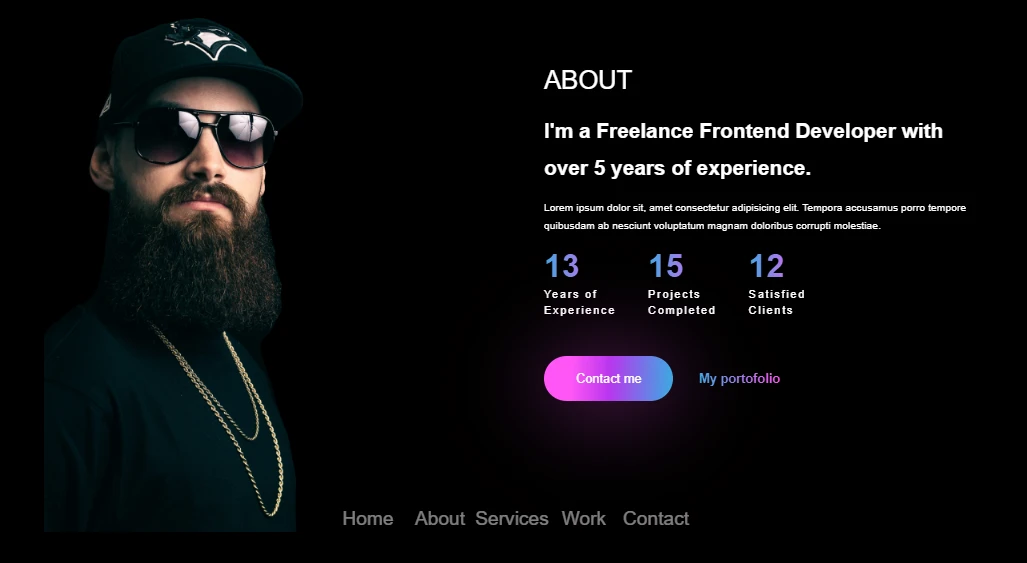 ABOUT
I'm a Freelance Frontend Developer with
over 5 years of experience.
Lorem ipsum dolor sit, amet consectetur adipisicing elit. Tempora accusamus porro tempore
quibusdam ab nesciunt voluptatum magnam doloribus corrupti molestiae.
13 15 12
Years of Projects Satisfied
Experience Completed Clients
Contact me My portofolio
Home About Services Work Contact